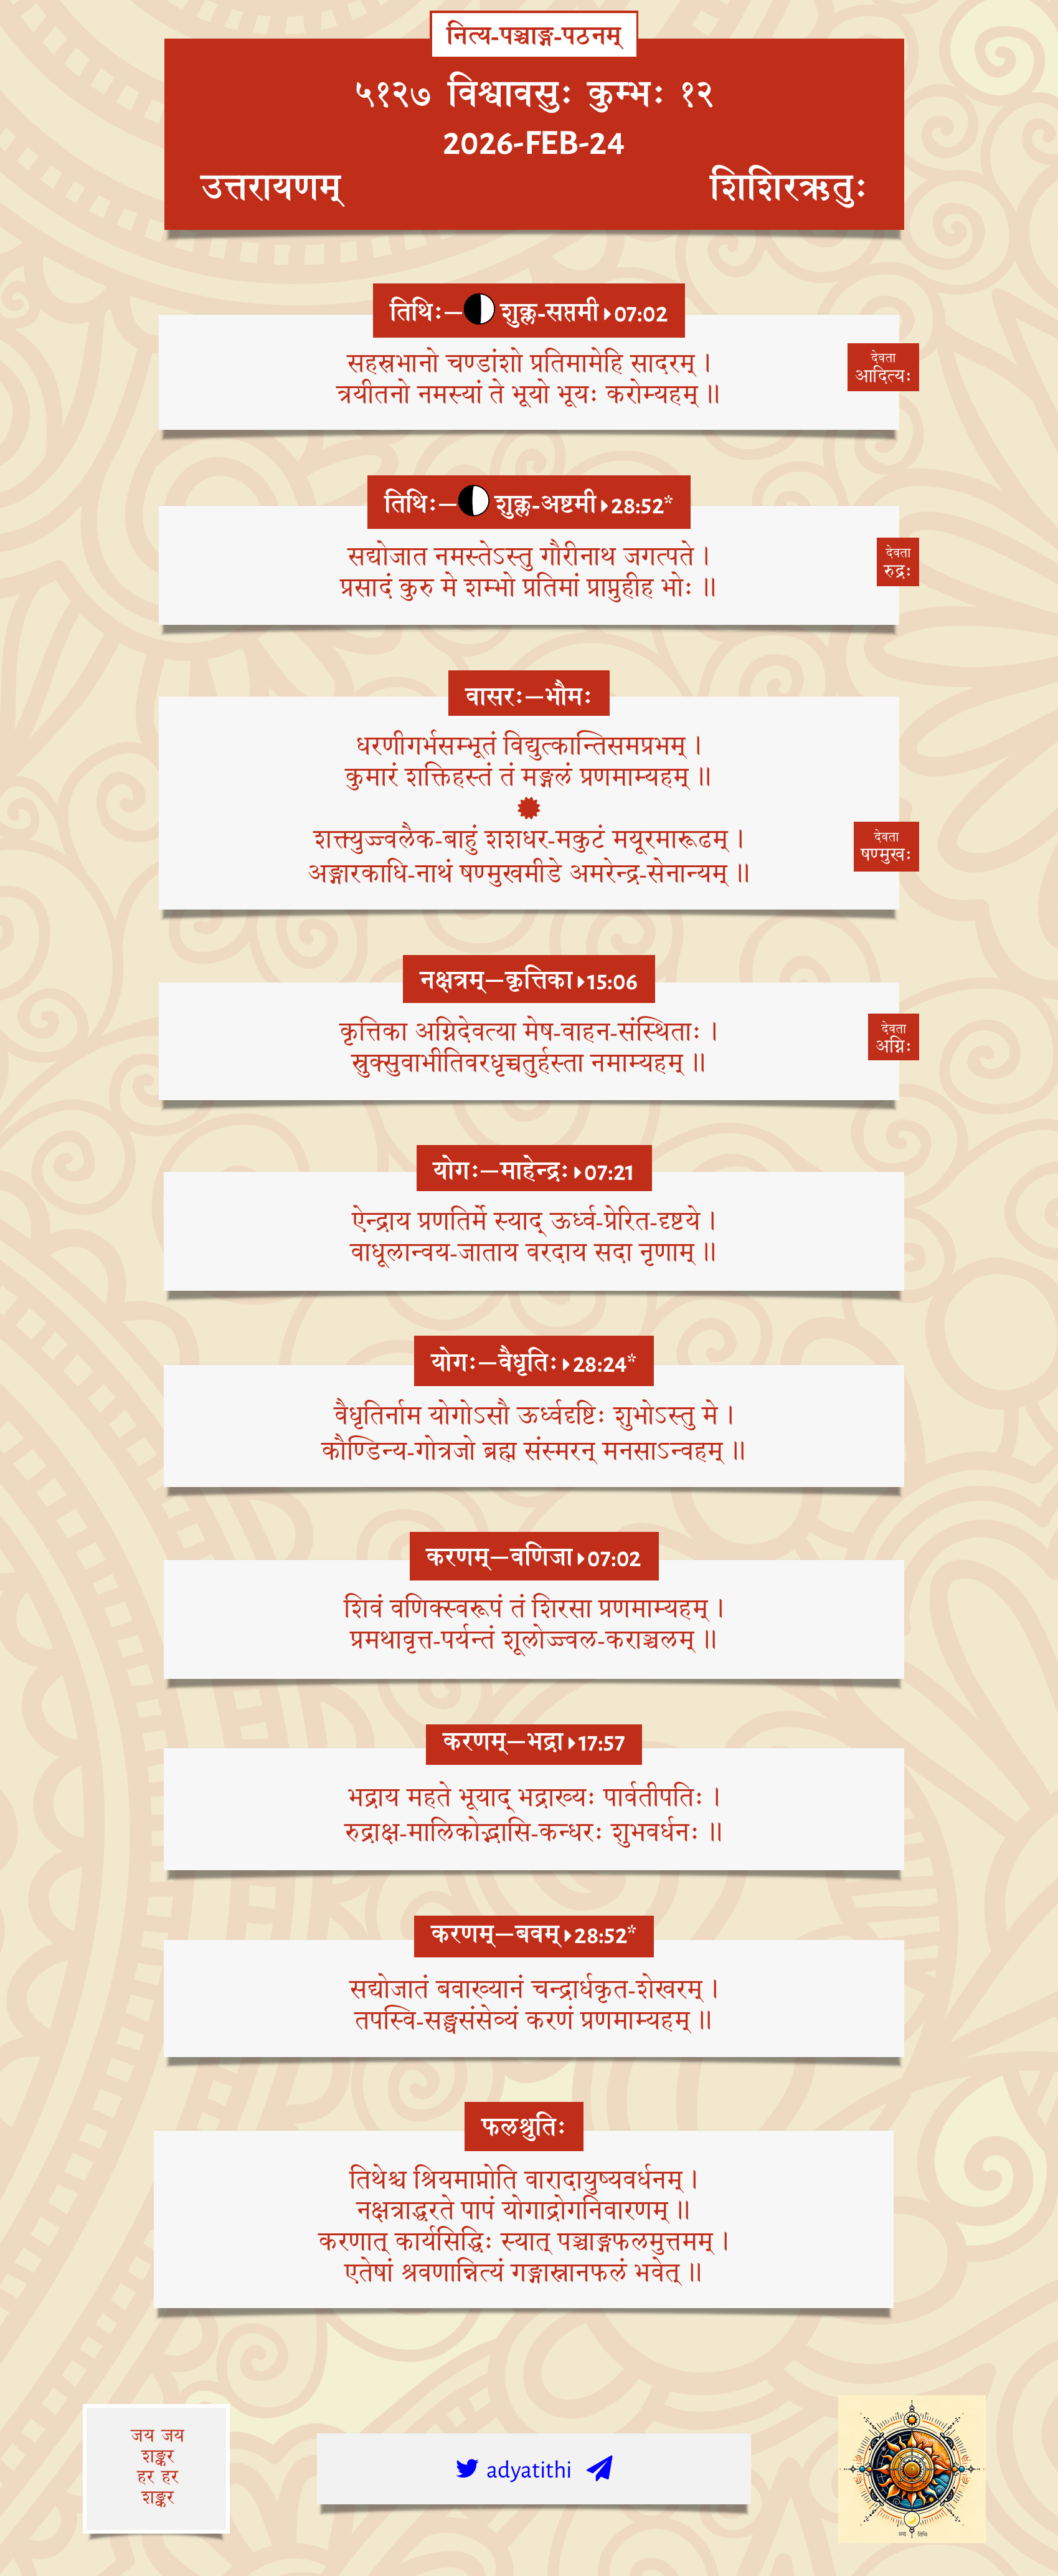 नित्य-पञ्चाङ्ग-पठनम्
५१२७ विश्वावसुः कुम्भः १२
2026-FEB-24
उत्तरायणम् शिशिरऋतुः
तिथिः—शुक्ल-सप्तमी 07:02
सहस्रभानो चण्डांशो प्रतिमामेहि सादरम् ।
त्रयीतनो नमस्यां ते भूयो भूयः करोम्यहम् ॥
देवता
आदित्यः
तिथिः—शुक्ल-अष्टमी 28:52*
सद्योजात नमस्तेऽस्तु गौरीनाथ जगत्पते ।
प्रसादं कुरु मे शम्भो प्रतिमां प्राप्नुहीह भोः ॥
देवता
रुद्रः
वासरः—भौमः
धरणीगर्भसम्भूतं विद्युत्कान्तिसमप्रभम् ।
कुमारं शक्तिहस्तं तं मङ्गलं प्रणमाम्यहम् ॥
शक्त्युज्ज्वलैक-बाहुं शशधर-मकुटं मयूरमारूढम् ।
अङ्गारकाधि-नाथं षण्मुखमीडे अमरेन्द्र-सेनान्यम् ॥
देवता
षण्मुखः
नक्षत्रम्—कृत्तिका 15:06
कृत्तिका अग्निदेवत्या मेष-वाहन-संस्थिताः ।
स्रुक्सुवाभीतिवरधृच्चतुर्हस्ता नमाम्यहम् ॥
देवता
अग्निः
योगः—माहेन्द्रः 07:21
ऐन्द्राय प्रणतिर्मे स्याद् ऊर्ध्व-प्रेरित-दृष्टये ।
वाधूलान्वय-जाताय वरदाय सदा नृणाम् ॥
योगः—वैधृतिः 28:24*
वैधृतिर्नाम योगोऽसौ ऊर्ध्वदृष्टिः शुभोऽस्तु मे ।
कौण्डिन्य-गोत्रजो ब्रह्म संस्मरन् मनसाऽन्वहम् ॥
करणम्—वणिजा 07:02
शिवं वणिक्स्वरूपं तं शिरसा प्रणमाम्यहम् ।
प्रमथावृत्त-पर्यन्तं शूलोज्ज्वल-कराञ्चलम् ॥
करणम्—भद्रा 17:57
भद्राय महते भूयाद् भद्राख्यः पार्वतीपतिः ।
रुद्राक्ष-मालिकोद्भासि-कन्धरः शुभवर्धनः ॥
करणम्—बवम् 28:52*
सद्योजातं बवाख्यानं चन्द्रार्धकृत-शेखरम् ।
तपस्वि-सङ्घसंसेव्यं करणं प्रणमाम्यहम् ॥
फलश्रुतिः
तिथेश्च श्रियमाप्नोति वारादायुष्यवर्धनम् ।
नक्षत्राद्धरते पापं योगाद्रोगनिवारणम् ॥
करणात् कार्यसिद्धिः स्यात् पञ्चाङ्गफलमुत्तमम् ।
एतेषां श्रवणान्नित्यं गङ्गास्नानफलं भवेत् ॥
जय जय
शङ्कर
हर हर
शङ्कर
adyatithi